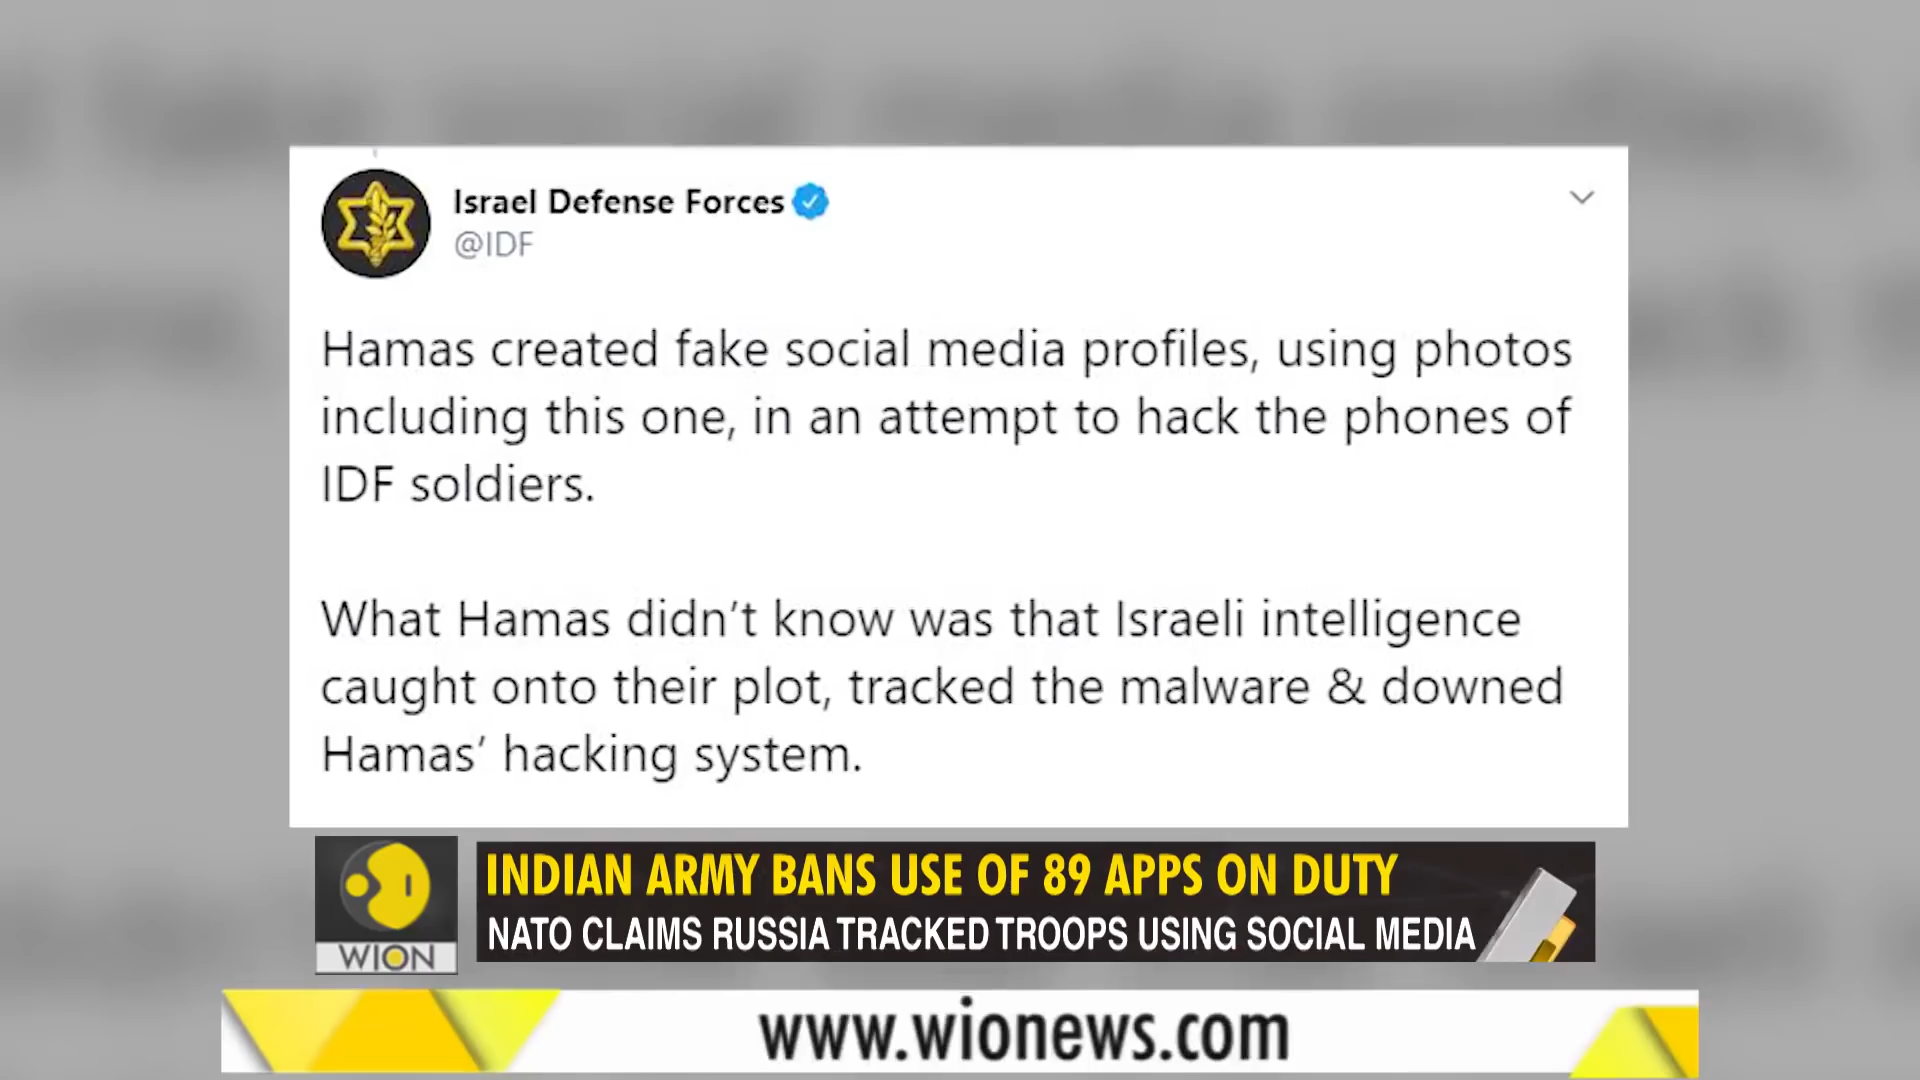 Israel Defense Forces
@IDF
Hamas created fake social media profiles, using photos
including this one, in an attempt to hack the phones of
IDF soldiers.
What Hamas didn't know was that Israeli intelligence
caught onto their plot, tracked the malware & downed
Hamas' hacking system.
INDIAN ARMY BANS USE OF 89 APPS ON DUTY
NATO CLAIMS RUSSIA TRACKED TROOPS USING SOCIAL MEDIA
WION
www.wionews.com